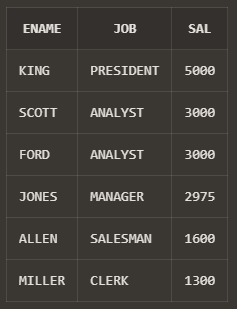 ENAME JOB SAL
KING PRESIDENT 5000
SCOTT ANALYST 3000
FORD ANALYST 3000
JONES MANAGER 2975
ALLEN SALESMAN 1600
MILLER CLERK 1300